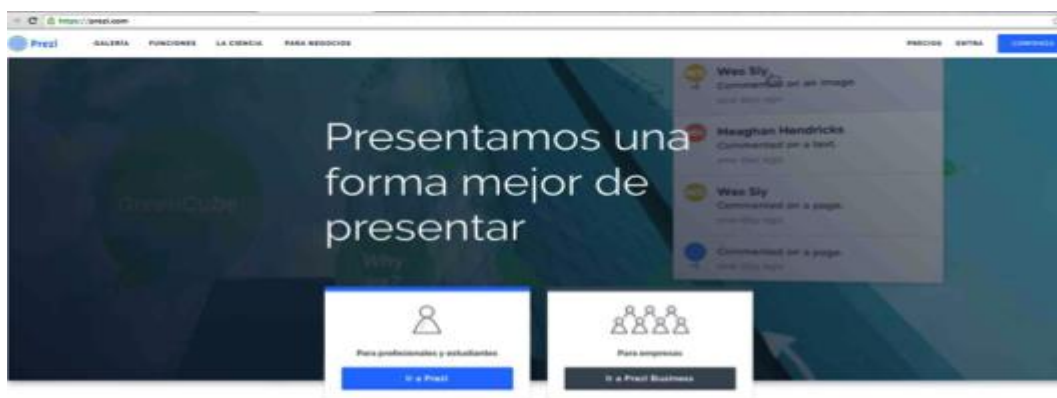 https://prezi.com
Prezi GALERÍA FUNCIONES LA CIENCIA PARA NEGOCIOS PRECIOS ENTRA
Presentamos una
forma mejor de
presentar
GreenCube
Why
Wes Sly
Commented on an image.
Meaghan Hendricks
Commented on a text.
Wes Sly
Commented on a page.
Commented on a page.
Para profesionales y estudiantes
Ir a Prezi
Para empresas
Ir a Prezi Business